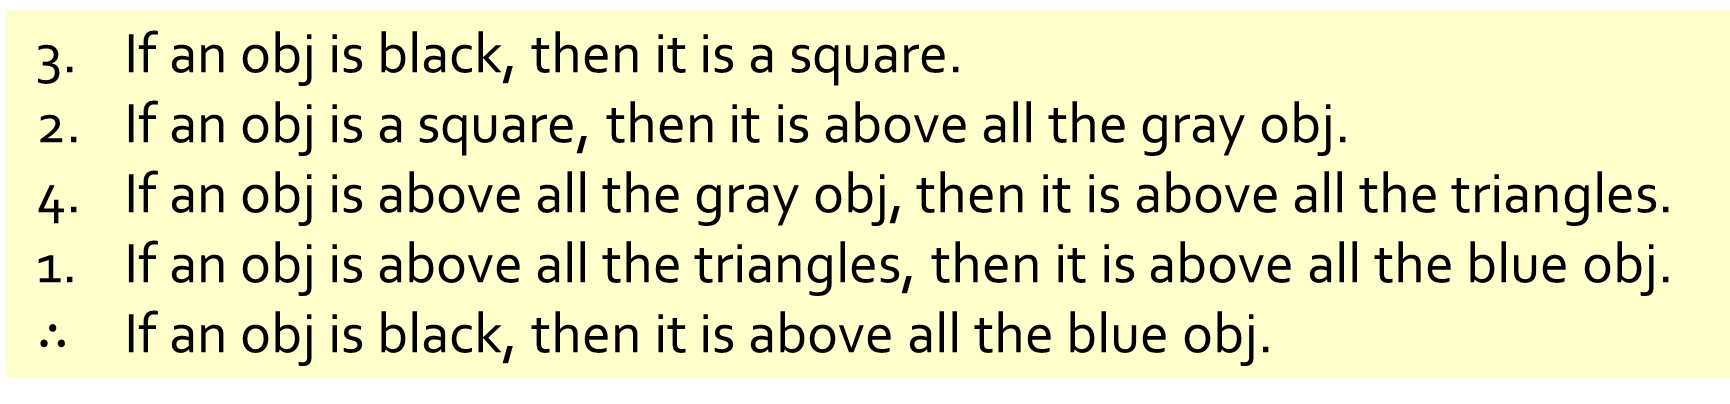 3. If an obj is black, then it is a square.
2. If an obj is a square, then it is above all the gray obj.
4. If an obj is above all the gray obj, then it is above all the triangles.
1. If an obj is above all the triangles, then it is above all the blue obj.
∴ If an obj is black, then it is above all the blue obj.